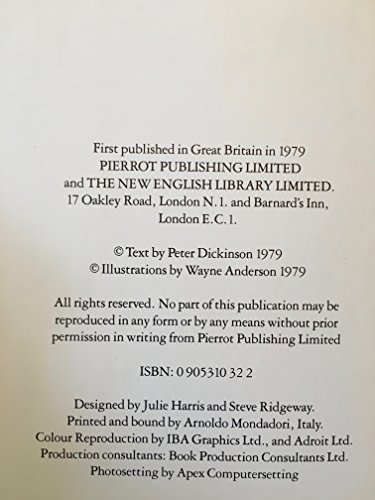 First published in Great Britain in 1979
PIERROT PUBLISHING LIMITED
and THE NEW ENGLISH LIBRARY LIMITED.
17 Oakley Road, London N.1. and Barnard's Inn,
London E.C.1.
© Text by Peter Dickinson 1979
© Illustrations by Wayne Anderson 1979
All rights reserved. No part of this publication may be
reproduced in any form or by any means without prior
permission in writing from Pierrot Publishing Limited
ISBN: 0 905310 32 2
Designed by Julie Harris and Steve Ridgeway.
Printed and bound by Arnoldo Mondadori, Italy.
Colour Reproduction by IBA Graphics Ltd., and Adroit Ltd.
Production consultants: Book Production Consultants Ltd.
Photosetting by Apex Computersetting